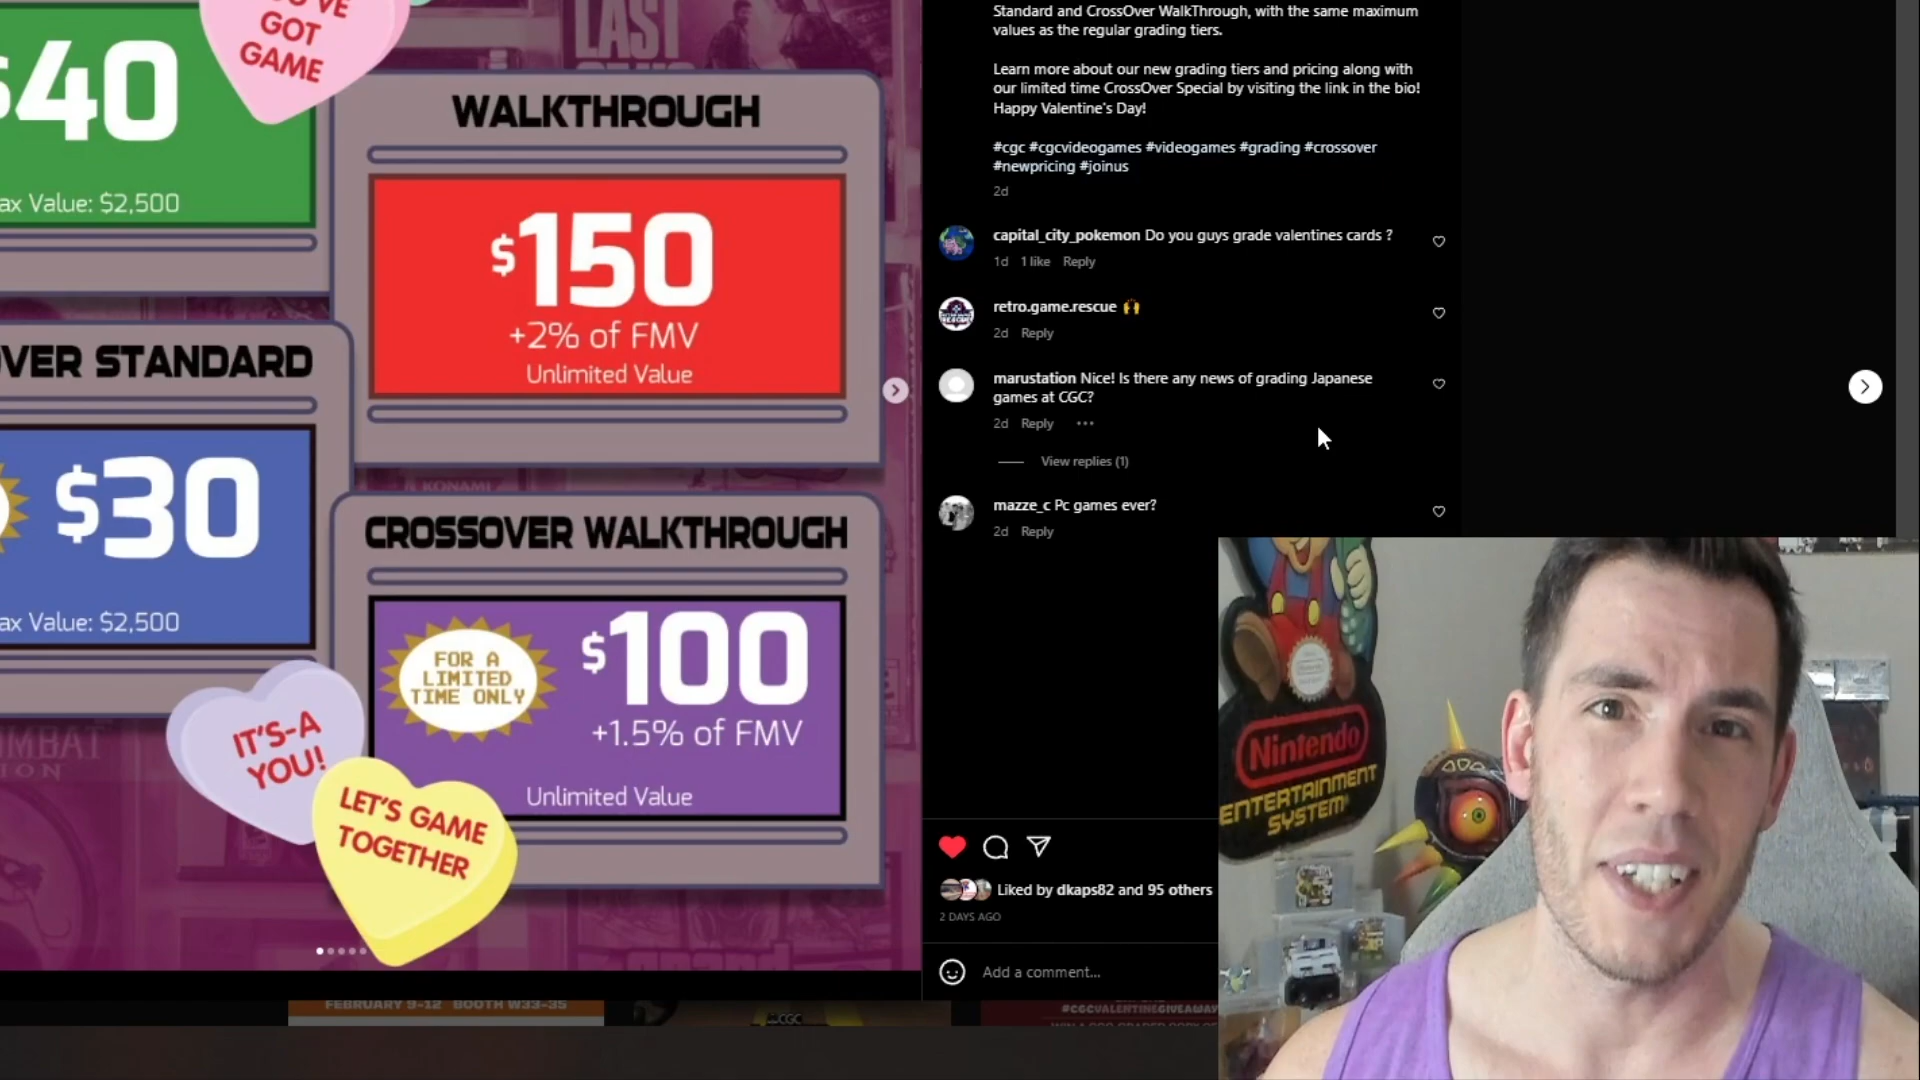 'VE
GOT
GAME
$40
ax Value: $2,500
LAST
WALKTHROUGH
$150
+2% of FMV
Unlimited Value
VER STANDARD
$30
ax Value: $2,500
KONAMI
CROSSOVER WALKTHROUGH
FOR A
LIMITED
TIME ONLY
$100
+1.5% of FMV
Unlimited Value
IT'S-A
YOU!
LET'S GAME
TOGETHER
MBAT
ION
FEBRUARY 9-12 BOOTH W33-35
CGC
#CGCVALENTINEGIVEAWAY
Standard and CrossOver WalkThrough, with the same maximum
values as the regular grading tiers.
Learn more about our new grading tiers and pricing along with
our limited time CrossOver Special by visiting the link in the bio!
Happy Valentine's Day!
#cgc #cgcvideogames #videogames #grading #crossover
#newpricing #joinus
2d
capital_city_pokemon Do you guys grade valentines cards ?
1d 1 like Reply
retro.game.rescue 🙌
2d Reply
marustation Nice! Is there any news of grading Japanese
games at CGC?
2d Reply ...
View replies (1)
mazze_c Pc games ever?
2d Reply
Liked by dkaps82 and 95 others
2 DAYS AGO
Add a comment...
Nintendo
ENTERTAINMENT
SYSTEM